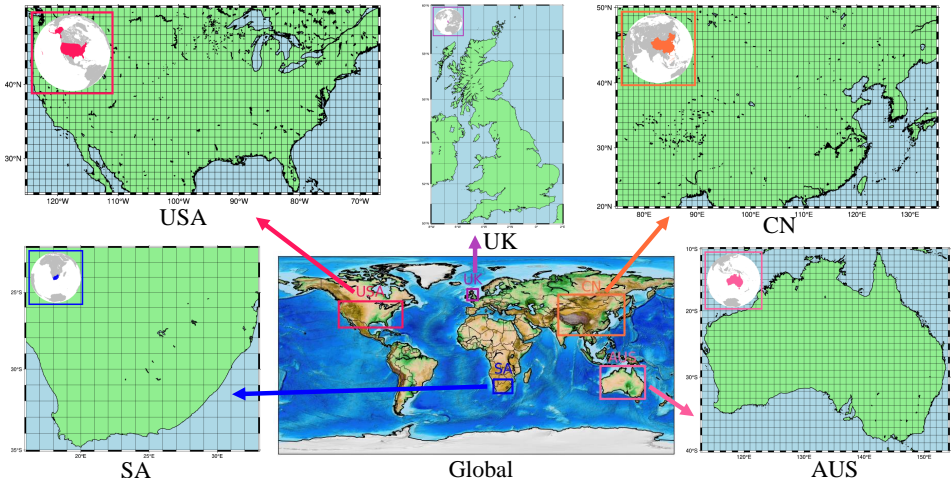 50°N
40°N
30°N
120°W 110°W 100°W 90°W 80°W 70°W
USA
UK
40°N
30°N
20°N
80°E 90°E 100°E 110°E 120°E 130°E
CN
25°S
30°S
35°S
20°E 25°E 30°E
SA
USA
UK
CN
SA
AUS
Global
10°S
20°S
30°S
40°S
120°E 130°E 140°E 150°E
AUS